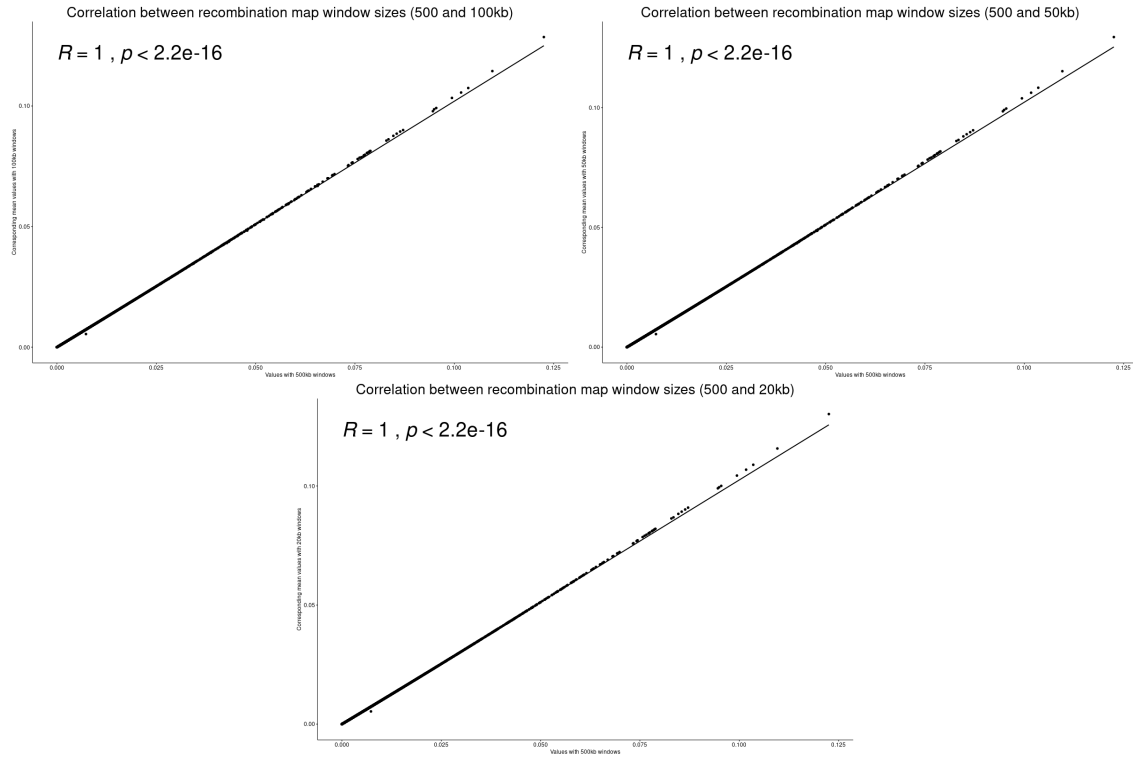 Correlation between recombination map window sizes (500 and 100kb)
R = 1 , p < 2.2e-16
Corresponding mean values with 100kb windows
0.10
0.05
0.00
0.000 0.025 0.050 0.075 0.100 0.125
Values with 500kb windows
Correlation between recombination map window sizes (500 and 50kb)
R = 1 , p < 2.2e-16
Corresponding mean values with 50kb windows
0.10
0.05
0.00
0.000 0.025 0.050 0.075 0.100 0.125
Values with 500kb windows
Correlation between recombination map window sizes (500 and 20kb)
R = 1 , p < 2.2e-16
Corresponding mean values with 20kb windows
0.10
0.05
0.00
0.000 0.025 0.050 0.075 0.100 0.125
Values with 500kb windows